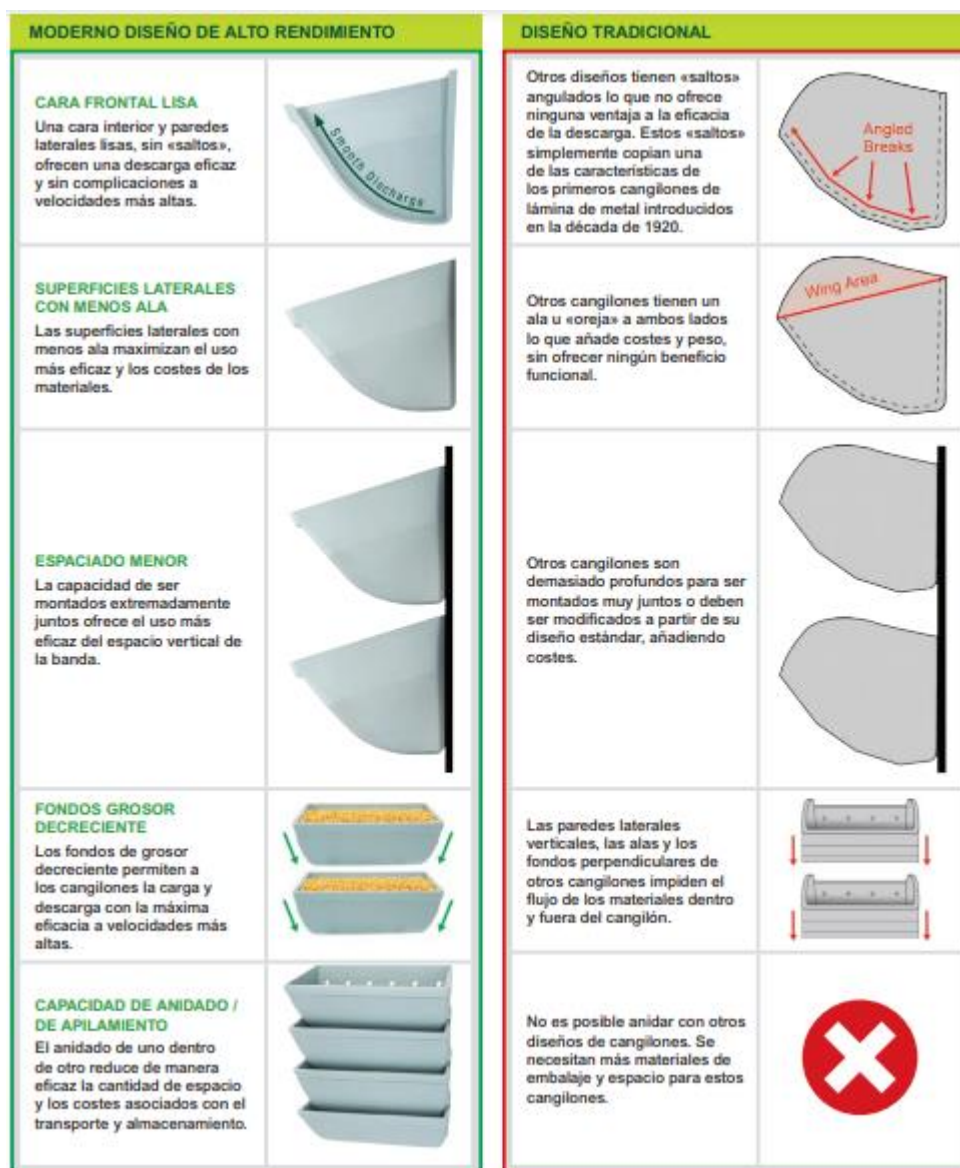 MODERNO DISEÑO DE ALTO RENDIMIENTO
CARA FRONTAL LISA
Una cara interior y paredes
laterales lisas, sin «saltos»,
ofrecen una descarga eficaz
y sin complicaciones a
velocidades más altas.
Smooth Discharge
SUPERFICIES LATERALES
CON MENOS ALA
Las superficies laterales con
menos ala maximizan el uso
más eficaz y los costes de los
materiales.
ESPACIADO MENOR
La capacidad de ser
montados extremadamente
juntos ofrece el uso más
eficaz del espacio vertical de
la banda.
FONDOS GROSOR
DECRECIENTE
Los fondos de grosor
decreciente permiten a
los cangilones la carga y
descarga con la máxima
eficacia a velocidades más
altas.
CAPACIDAD DE ANIDADO /
DE APILAMIENTO
El anidado de uno dentro
de otro reduce de manera
eficaz la cantidad de espacio
y los costes asociados con el
transporte y almacenamiento.
DISEÑO TRADICIONAL
Otros diseños tienen «saltos»
angulados lo que no ofrece
ninguna ventaja a la eficacia
de la descarga. Estos «saltos»
simplemente copian una
de las características de
los primeros cangilones de
lámina de metal introducidos
en la década de 1920.
Angled
Breaks
Otros cangilones tienen un
ala u «oreja» a ambos lados
lo que añade costes y peso,
sin ofrecer ningún beneficio
funcional.
Wing Area
Otros cangilones son
demasiado profundos para ser
montados muy juntos o deben
ser modificados a partir de su
diseño estándar, añadiendo
costes.
Las paredes laterales
verticales, las alas y los
fondos perpendiculares de
otros cangilones impiden el
flujo de los materiales dentro
y fuera del cangilón.
No es posible anidar con otros
diseños de cangilones. Se
necesitan más materiales de
embalaje y espacio para estos
cangilones.